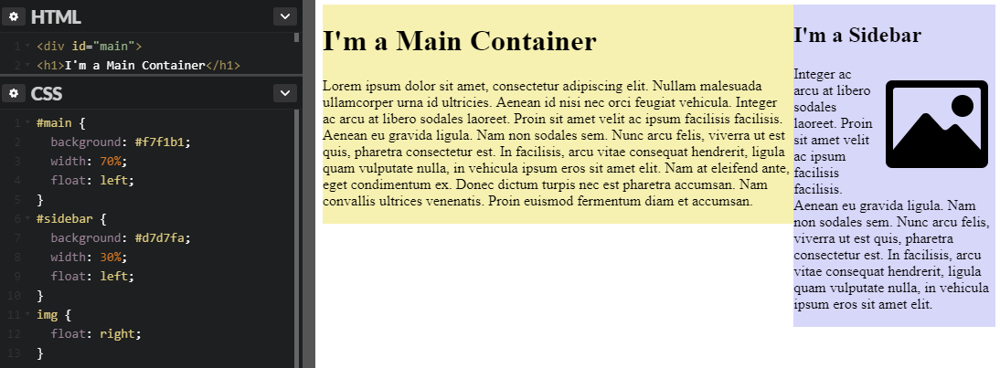 HTML
1 <div id="main">
2 <h1>I'm a Main Container</h1>
CSS
1 #main {
2 background: #f7f1b1;
3 width: 70%;
4 float: left;
5 }
6 #sidebar {
7 background: #d7d7fa;
8 width: 30%;
9 float: left;
10 }
11 img {
12 float: right;
13 }
I'm a Main Container
Lorem ipsum dolor sit amet, consectetur adipiscing elit. Nullam malesuada
ullamcorper urna id ultricies. Aenean id nisi nec orci feugiat vehicula. Integer
ac arcu at libero sodales laoreet. Proin sit amet velit ac ipsum facilisis facilisis.
Aenean eu gravida ligula. Nam non sodales sem. Nunc arcu felis, viverra ut est
quis, pharetra consectetur est. In facilisis, arcu vitae consequat hendrerit, ligula
quam vulputate nulla, in vehicula ipsum eros sit amet elit. Nam at eleifend ante,
eget condimentum ex. Donec dictum turpis nec est pharetra accumsan. Nam
convallis ultrices venenatis. Proin euismod fermentum diam et accumsan.
I'm a Sidebar
Integer ac
arcu at libero
sodales
laoreet. Proin
sit amet velit
ac ipsum
facilisis
facilisis.
Aenean eu gravida ligula. Nam
non sodales sem. Nunc arcu felis,
viverra ut est quis, pharetra
consectetur est. In facilisis, arcu
vitae consequat hendrerit, ligula
quam vulputate nulla, in vehicula
ipsum eros sit amet elit.